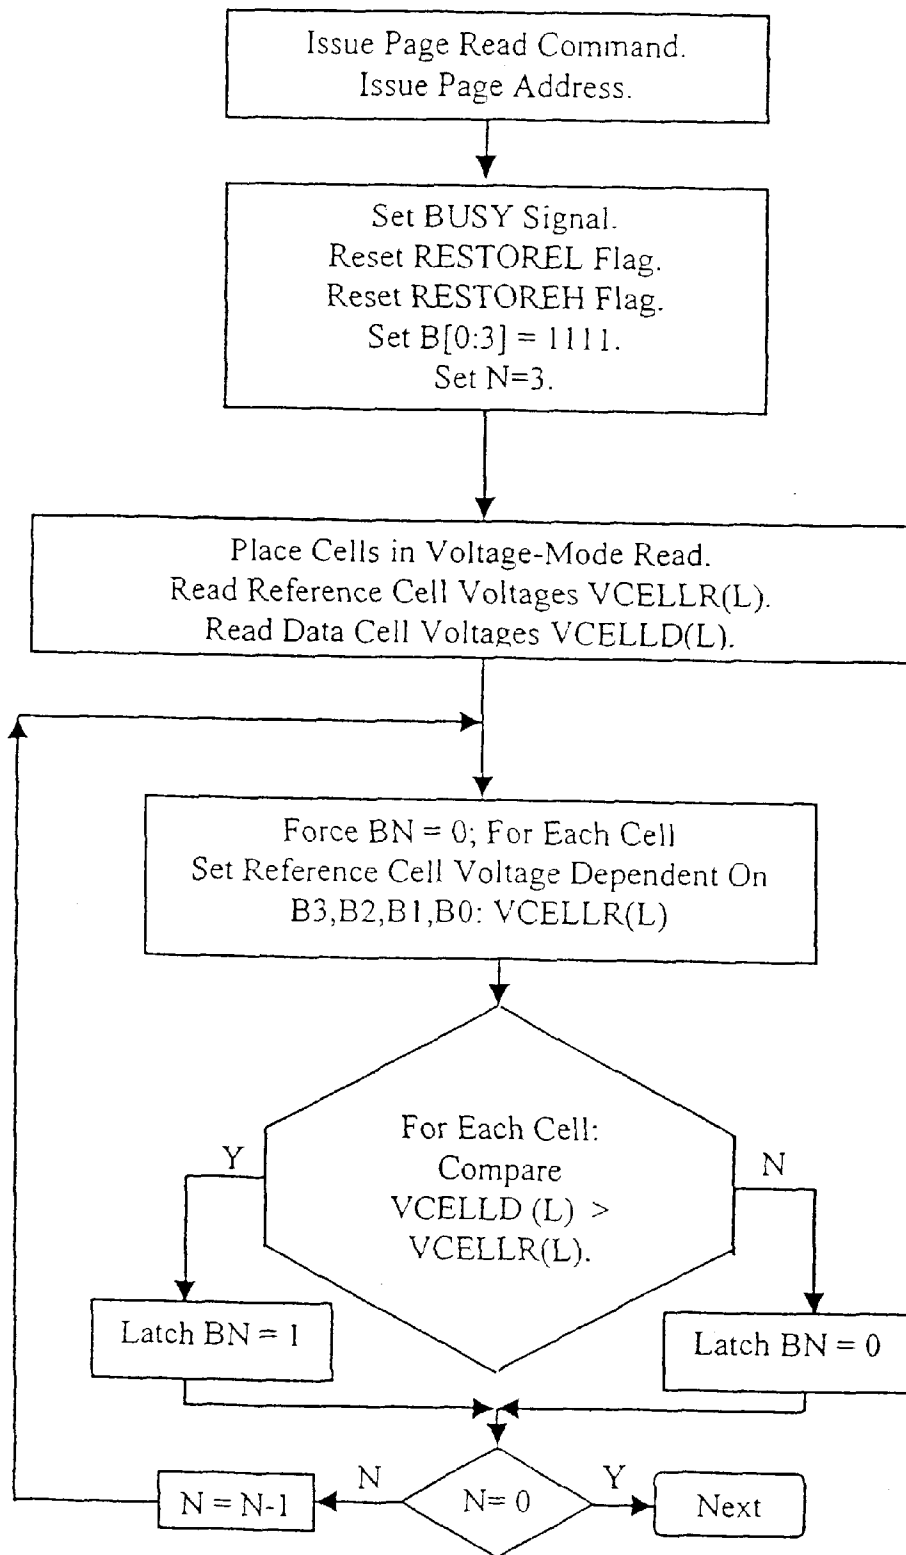 Issue Page Read Command.
Issue Page Address.
Set BUSY Signal.
Reset RESTOREL Flag.
Reset RESTOREH Flag.
Set B[0:3] = 1111.
Set N=3.
Place Cells in Voltage-Mode Read.
Read Reference Cell Voltages VCELLR(L).
Read Data Cell Voltages VCELLD(L).
Force BN = 0; For Each Cell
Set Reference Cell Voltage Dependent On
B3,B2,B1,B0: VCELLR(L)
For Each Cell:
Y
N
Compare
VCELLD (L) >
VCELLR(L).
Latch BN = 1
Latch BN = 0
N = N-1
N
N= 0
Y
Next